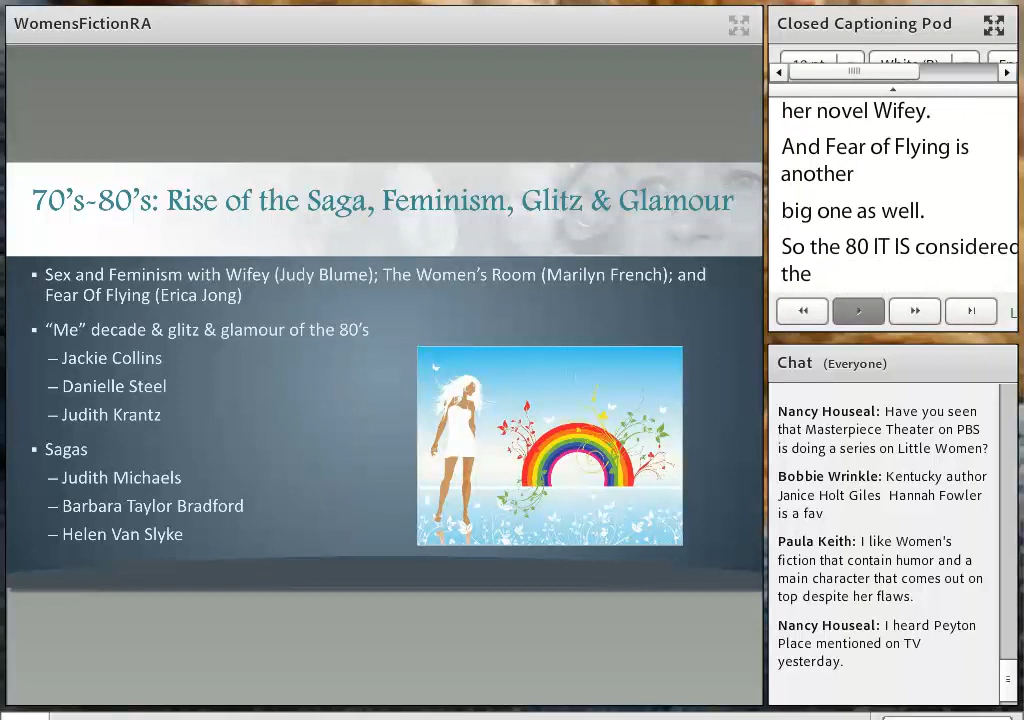 WomensFictionRA
70's-80's: Rise of the Saga, Feminism, Glitz & Glamour
▪ Sex and Feminism with Wifey (Judy Blume); The Women's Room (Marilyn French); and
Fear Of Flying (Erica Jong)
▪ “Me” decade & glitz & glamour of the 80's
– Jackie Collins
– Danielle Steel
– Judith Krantz
▪ Sagas
– Judith Michaels
– Barbara Taylor Bradford
– Helen Van Slyke
Closed Captioning Pod
her novel Wifey.
And Fear of Flying is
another
big one as well.
So the 80 IT IS considered
the
Chat (Everyone)
Nancy Houseal: Have you seen
that Masterpiece Theater on PBS
is doing a series on Little Women?
Bobbie Wrinkle: Kentucky author
Janice Holt Giles Hannah Fowler
is a fav
Paula Keith: I like Women's
fiction that contain humor and a
main character that comes out on
top despite her flaws.
Nancy Houseal: I heard Peyton
Place mentioned on TV
yesterday.